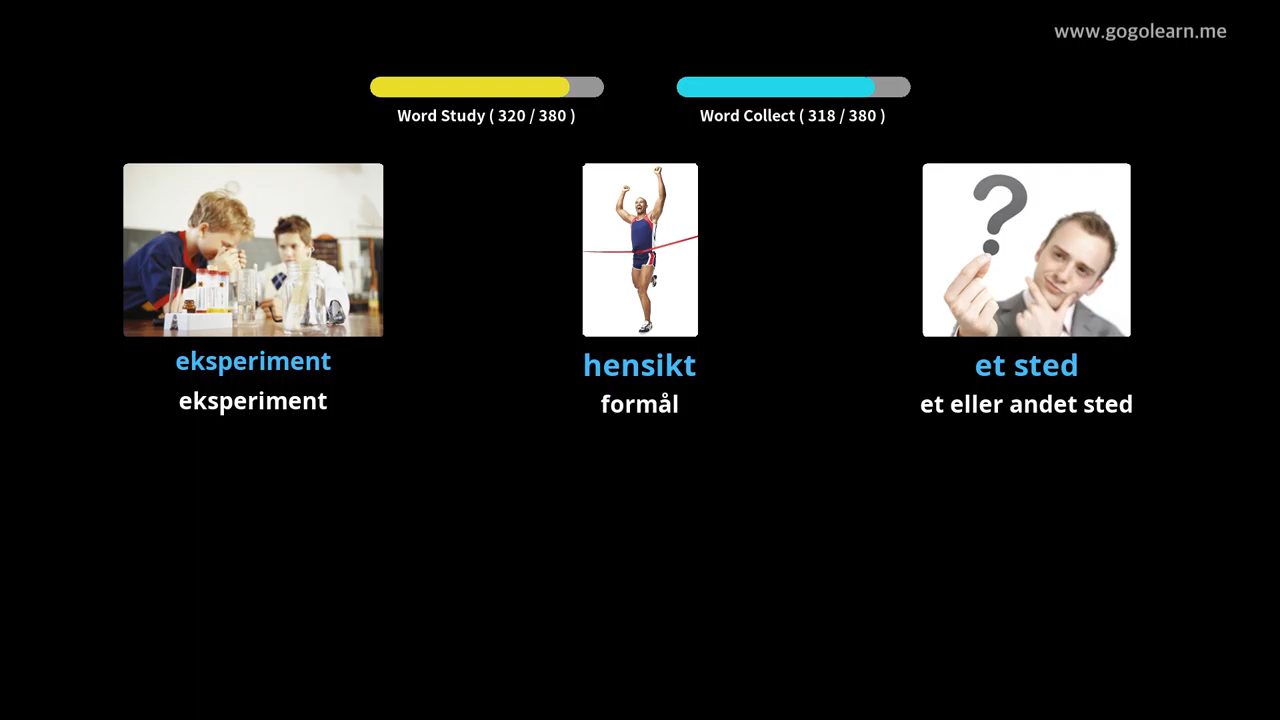 www.gogolearn.me
Word Study ( 320 / 380 )
Word Collect ( 318 / 380 )
?
eksperiment
hensikt
et sted
eksperiment
formål
et eller andet sted